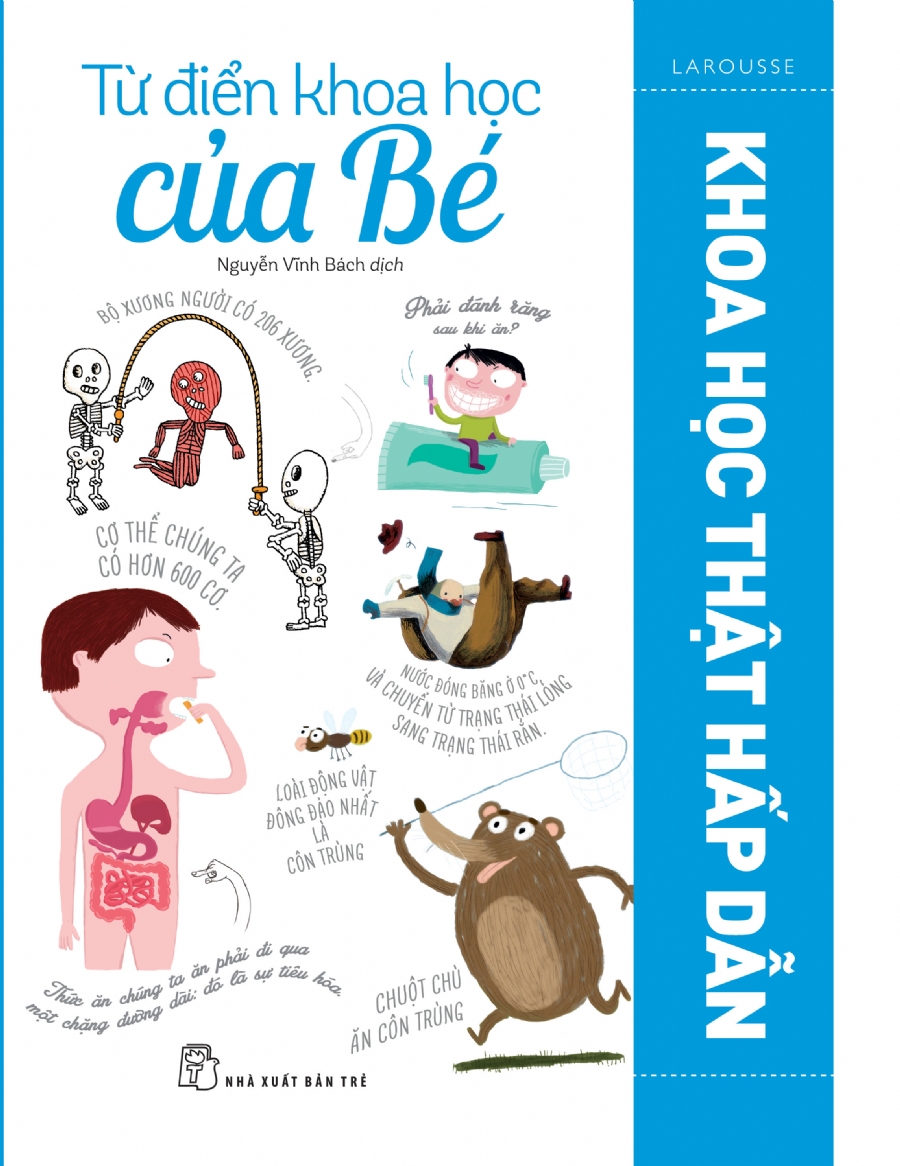 Từ điển khoa học
của Bé
Nguyễn Vĩnh Bách dịch
LAROUSSE
KHOA HỌC THẬT HẤP DẪN
BỘ XƯƠNG NGƯỜI CÓ 206 XƯƠNG.
Phải đánh răng
sau khi ăn?
CƠ THỂ CHÚNG TA
CÓ HƠN 600 CƠ.
NƯỚC ĐÓNG BĂNG Ở 0°C,
VÀ CHUYỂN TỪ TRẠNG THÁI LỎNG
SANG TRẠNG THÁI RẮN.
LOÀI ĐỘNG VẬT
ĐÔNG ĐẢO NHẤT
LÀ
CÔN TRÙNG
Thức ăn chúng ta ăn phải đi qua
một chặng đường dài: đó là sự tiêu hóa.
CHUỘT CHÙ
ĂN CÔN TRÙNG
T
NHÀ XUẤT BẢN TRẺ